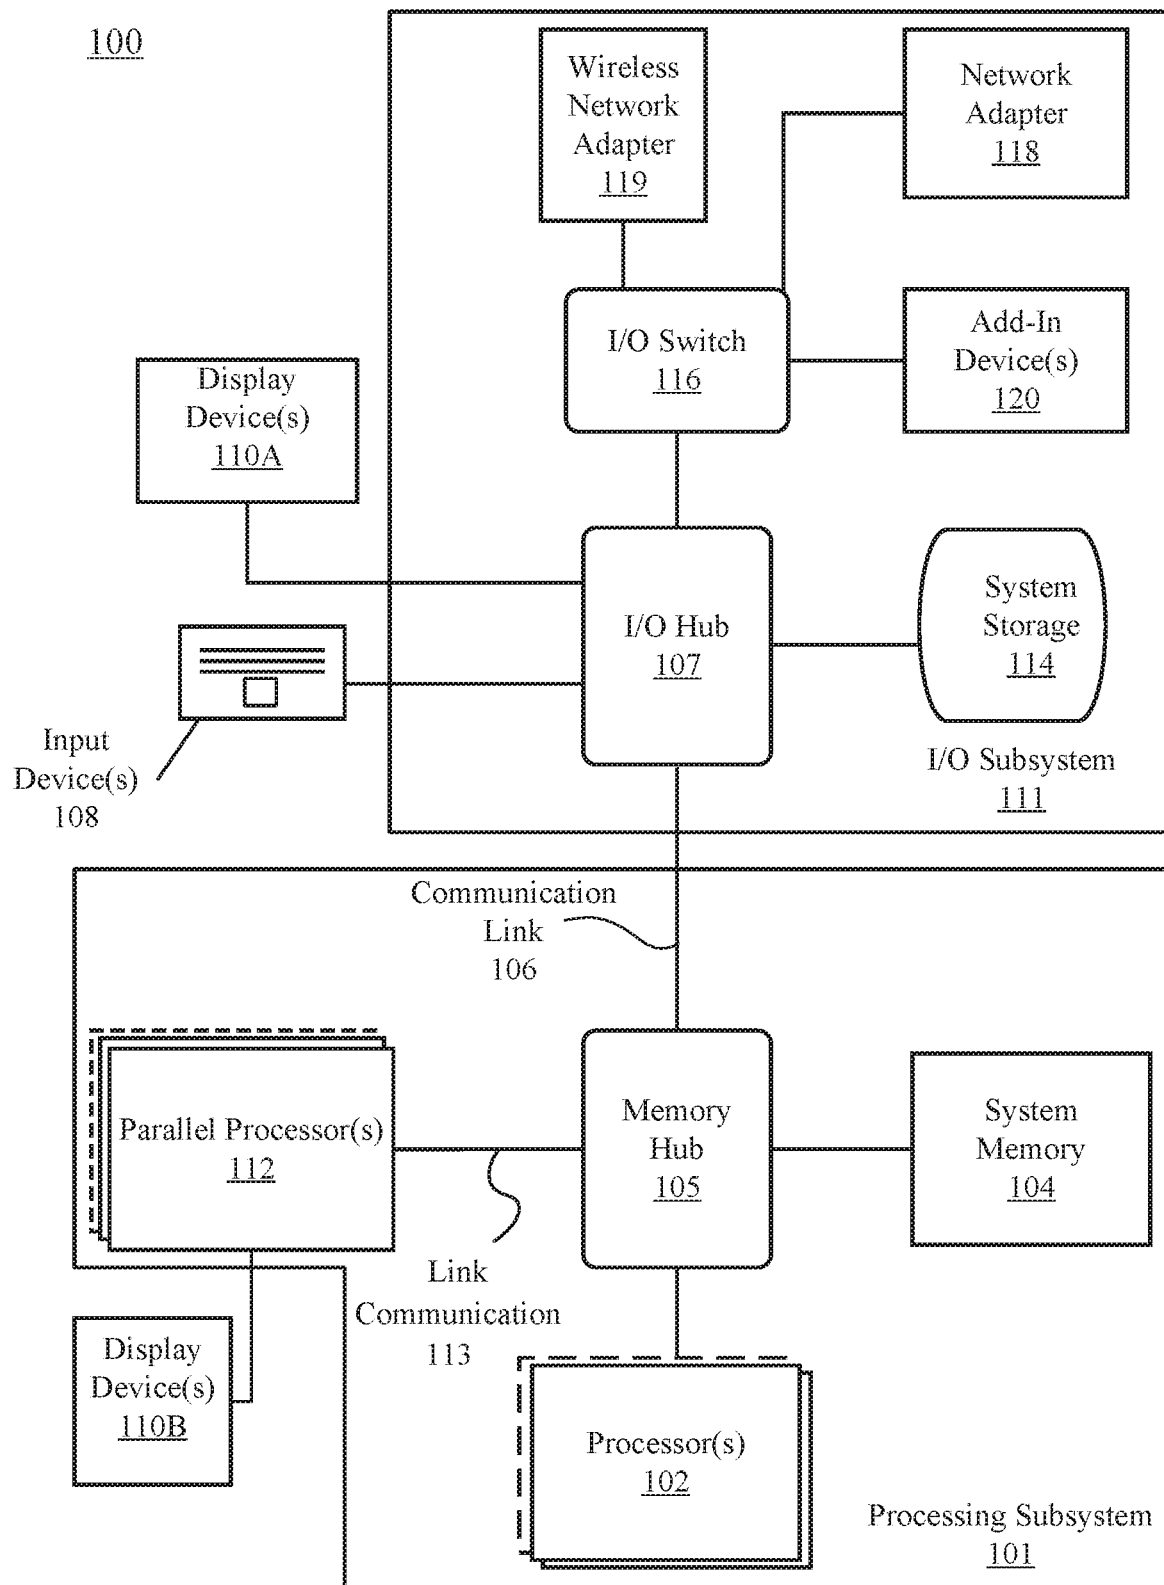 100
Wireless
Network
Adapter
119
Network
Adapter
118
I/O Switch
116
Add-In
Device(s)
120
Display
Device(s)
110A
I/O Hub
107
System
Storage
114
Input
Device(s)
108
I/O Subsystem
111
Communication
Link
106
Parallel Processor(s)
112
Memory
Hub
105
System
Memory
104
Link
Communication
113
Display
Device(s)
110B
Processor(s)
102
Processing Subsystem
101